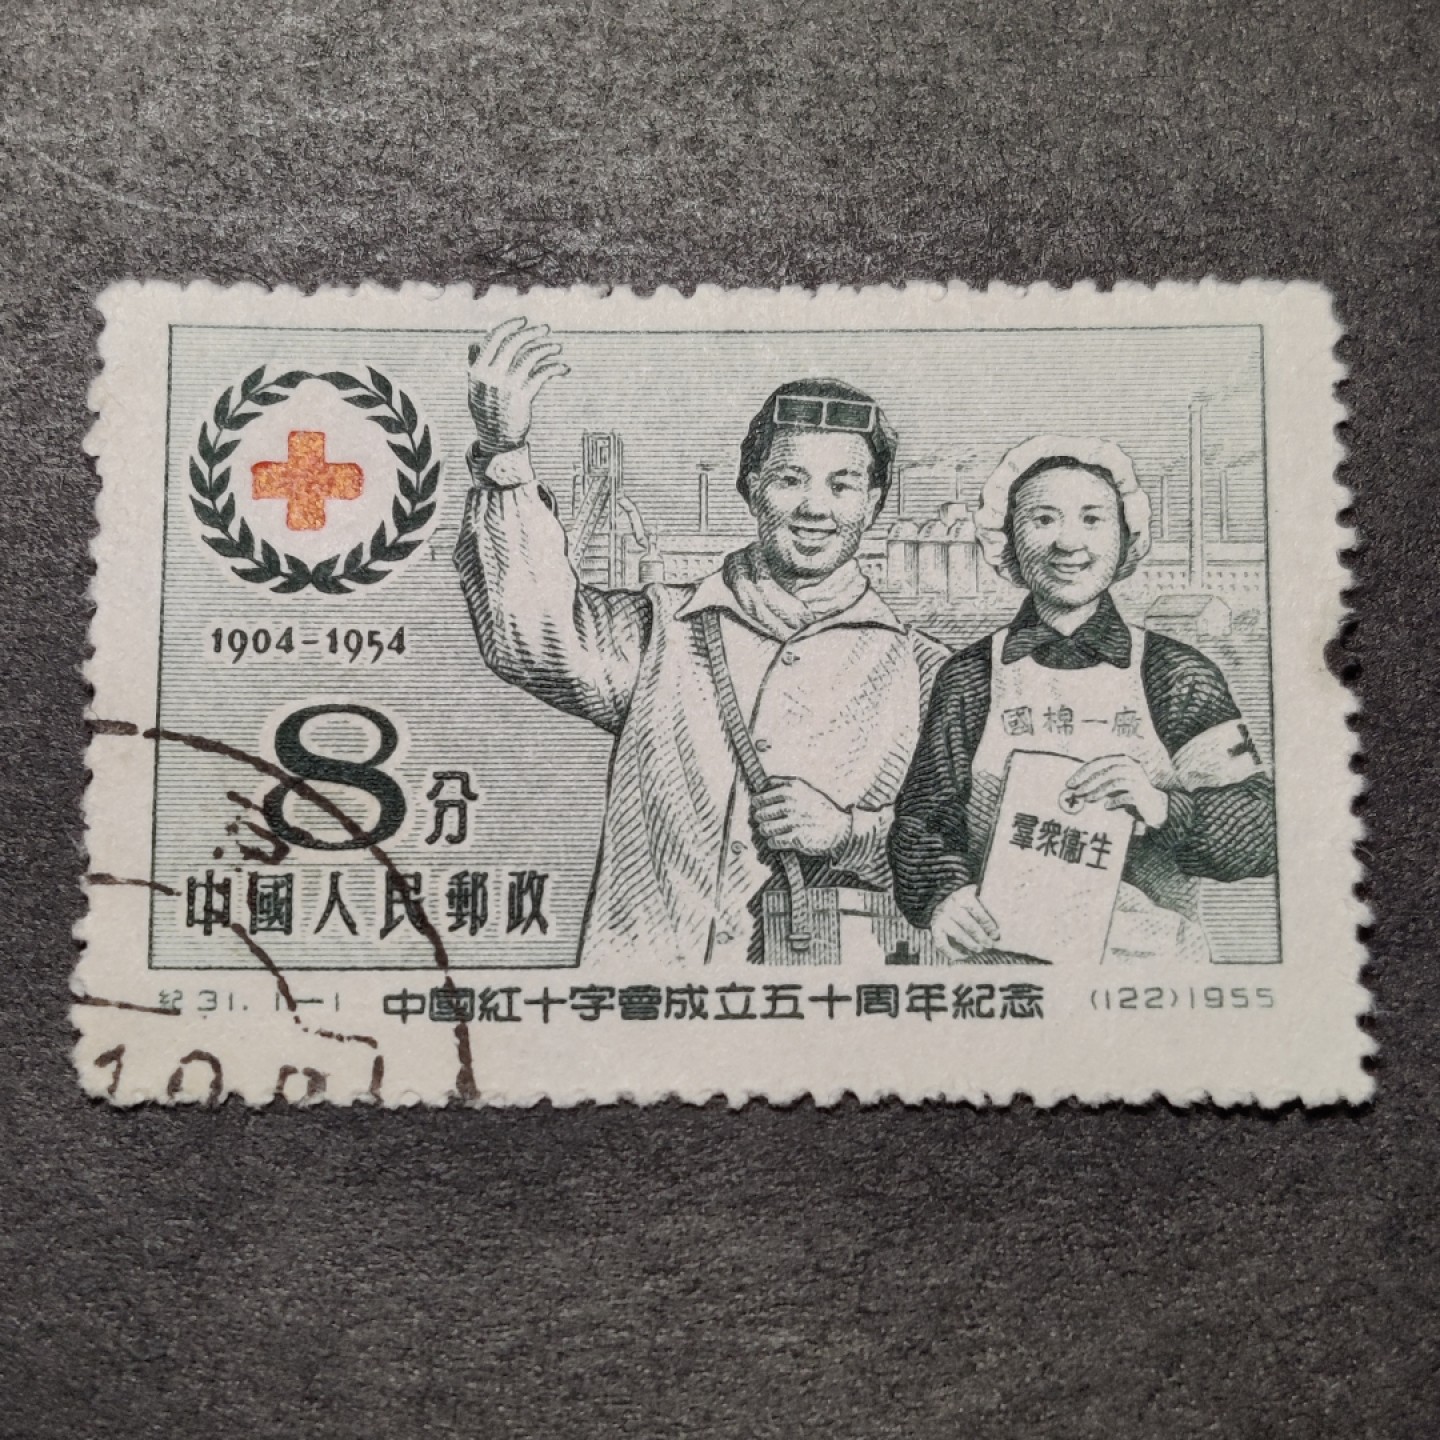 1904-1954
8分
中國人民郵政
國棉一廠
羣衆衞生
紀31.1-1 中國紅十字會成立五十周年紀念 (122)1955